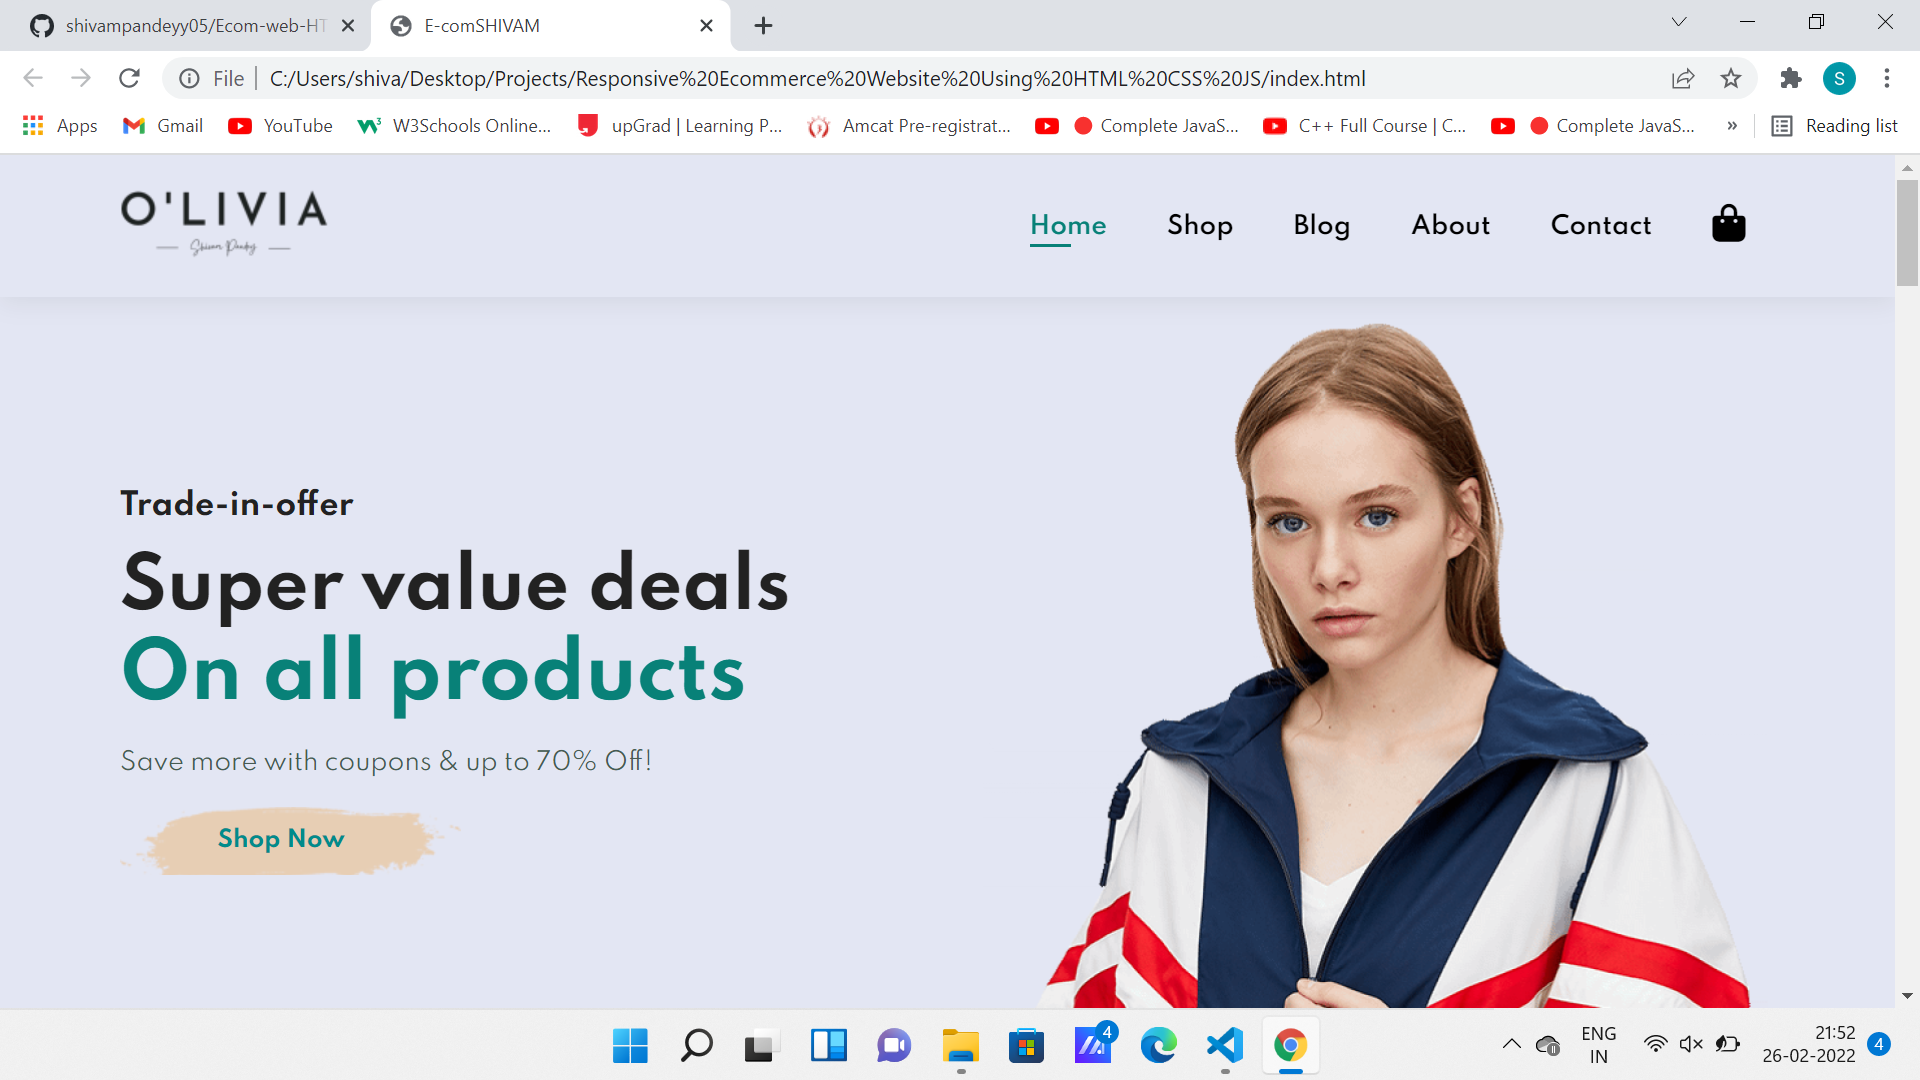 shivampandeyy05/Ecom-web-HT
E-comSHIVAM
File
C:/Users/shiva/Desktop/Projects/Responsive%20Ecommerce%20Website%20Using%20HTML%20CSS%20JS/index.html
S
Apps
Gmail
YouTube
W3Schools Online...
upGrad | Learning P...
Amcat Pre-registrat...
Complete JavaS...
C++ Full Course | C...
Complete JavaS...
»
Reading list
O'LIVIA
Shivam Pandey
Home
Shop
Blog
About
Contact
Trade-in-offer
Super value deals
On all products
Save more with coupons & up to 70% Off!
Shop Now
4
ENG
IN
21:52
26-02-2022
4